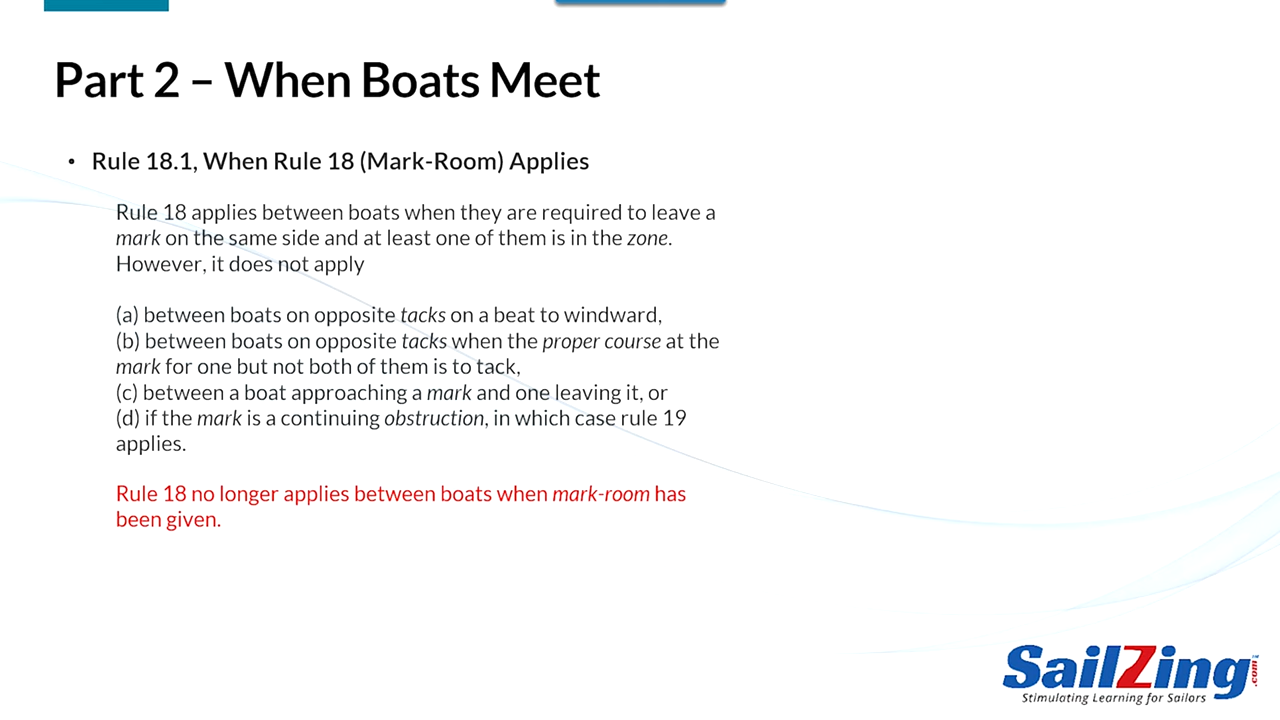 Part 2 – When Boats Meet
• Rule 18.1, When Rule 18 (Mark-Room) Applies
Rule 18 applies between boats when they are required to leave a
mark on the same side and at least one of them is in the zone.
However, it does not apply
(a) between boats on opposite tacks on a beat to windward,
(b) between boats on opposite tacks when the proper course at the
mark for one but not both of them is to tack,
(c) between a boat approaching a mark and one leaving it, or
(d) if the mark is a continuing obstruction, in which case rule 19
applies.
Rule 18 no longer applies between boats when mark-room has
been given.
SailZing.com™
Stimulating Learning for Sailors